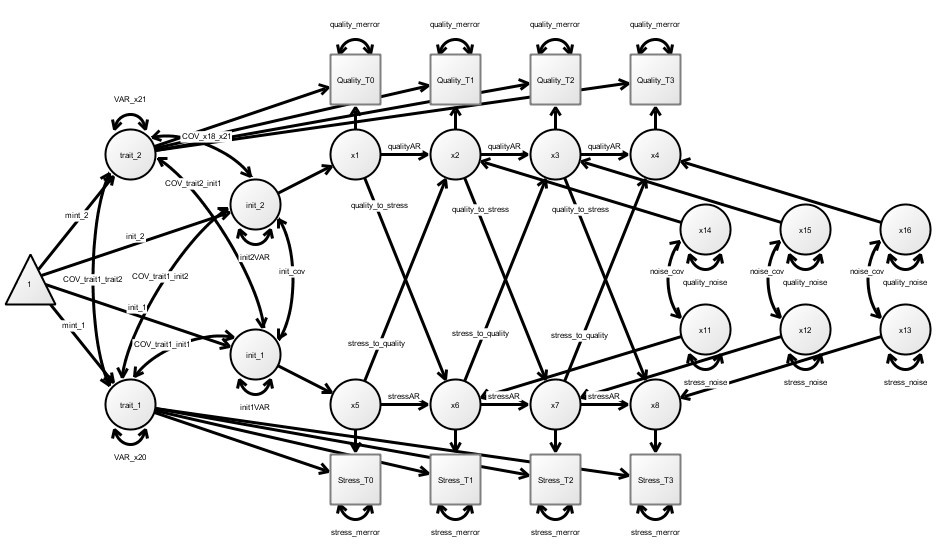 quality_merror quality_merror quality_merror quality_merror
Quality_T0 Quality_T1 Quality_T2 Quality_T3
VAR_x21
COV_x18_x21
trait_2 x1 qualityAR x2 qualityAR x3 qualityAR x4
COV_trait2_init1
init_2 quality_to_stress quality_to_stress quality_to_stress
mint_2
init_2 x14 x15 x16
init2VAR
COV_trait1_trait2 COV_trait1_init2 init_cov noise_cov noise_cov noise_cov
quality_noise quality_noise quality_noise
1
init_1
mint_1 x11 x12 x13
COV_trait1_init1 stress_to_quality stress_to_quality stress_to_quality
init_1
stress_noise stress_noise stress_noise
init1VAR
trait_1 x5 stressAR x6 stressAR x7 stressAR x8
VAR_x20
Stress_T0 Stress_T1 Stress_T2 Stress_T3
stress_merror stress_merror stress_merror stress_merror